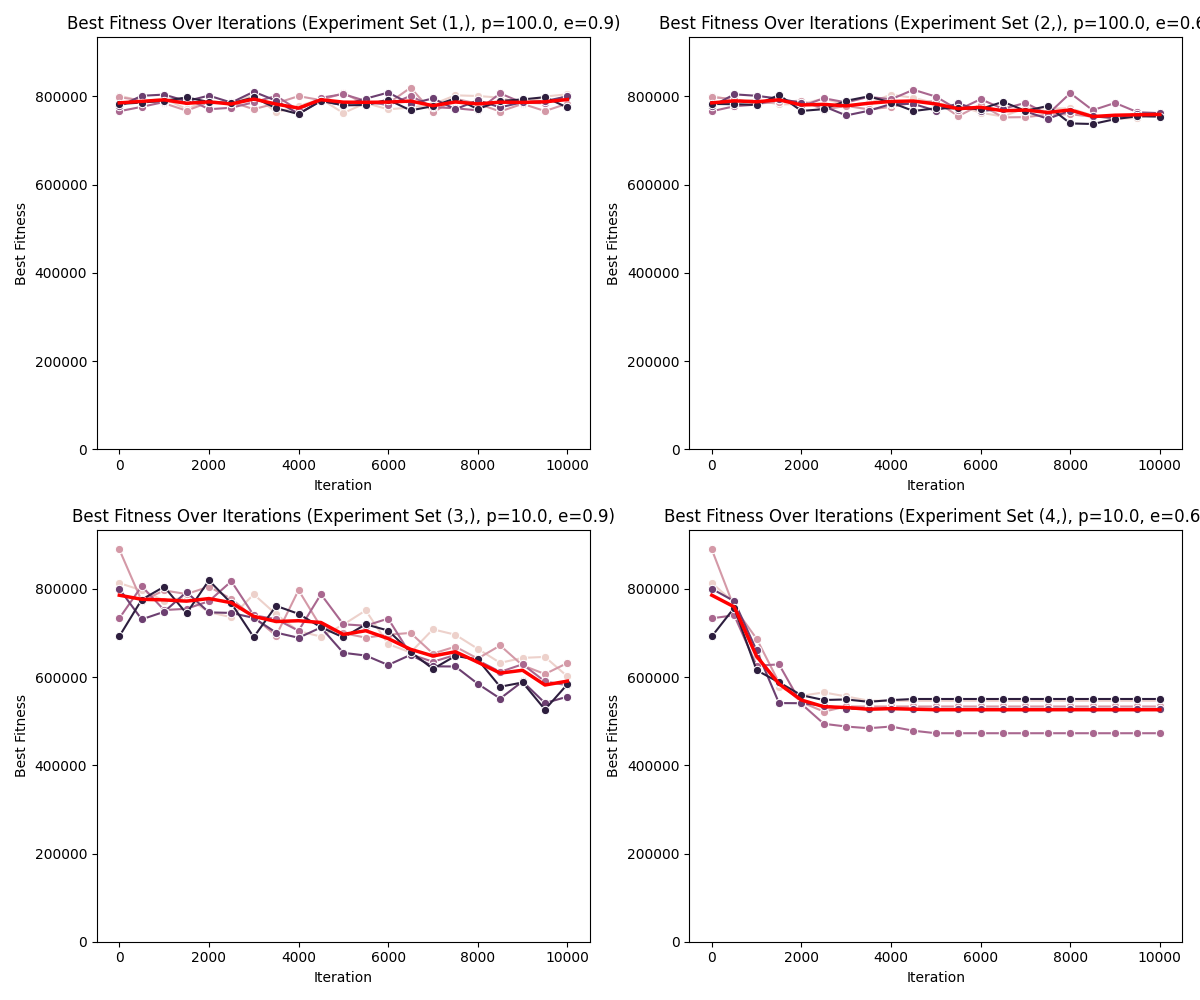 Best Fitness Over Iterations (Experiment Set (1,), p=100.0, e=0.9)
Best Fitness
800000
600000
400000
200000
0
0 2000 4000 6000 8000 10000
Iteration
Best Fitness Over Iterations (Experiment Set (2,), p=100.0, e=0.6
Best Fitness
800000
600000
400000
200000
0
0 2000 4000 6000 8000 10000
Iteration
Best Fitness Over Iterations (Experiment Set (3,), p=10.0, e=0.9)
Best Fitness
800000
600000
400000
200000
0
0 2000 4000 6000 8000 10000
Iteration
Best Fitness Over Iterations (Experiment Set (4,), p=10.0, e=0.6
Best Fitness
800000
600000
400000
200000
0
0 2000 4000 6000 8000 10000
Iteration